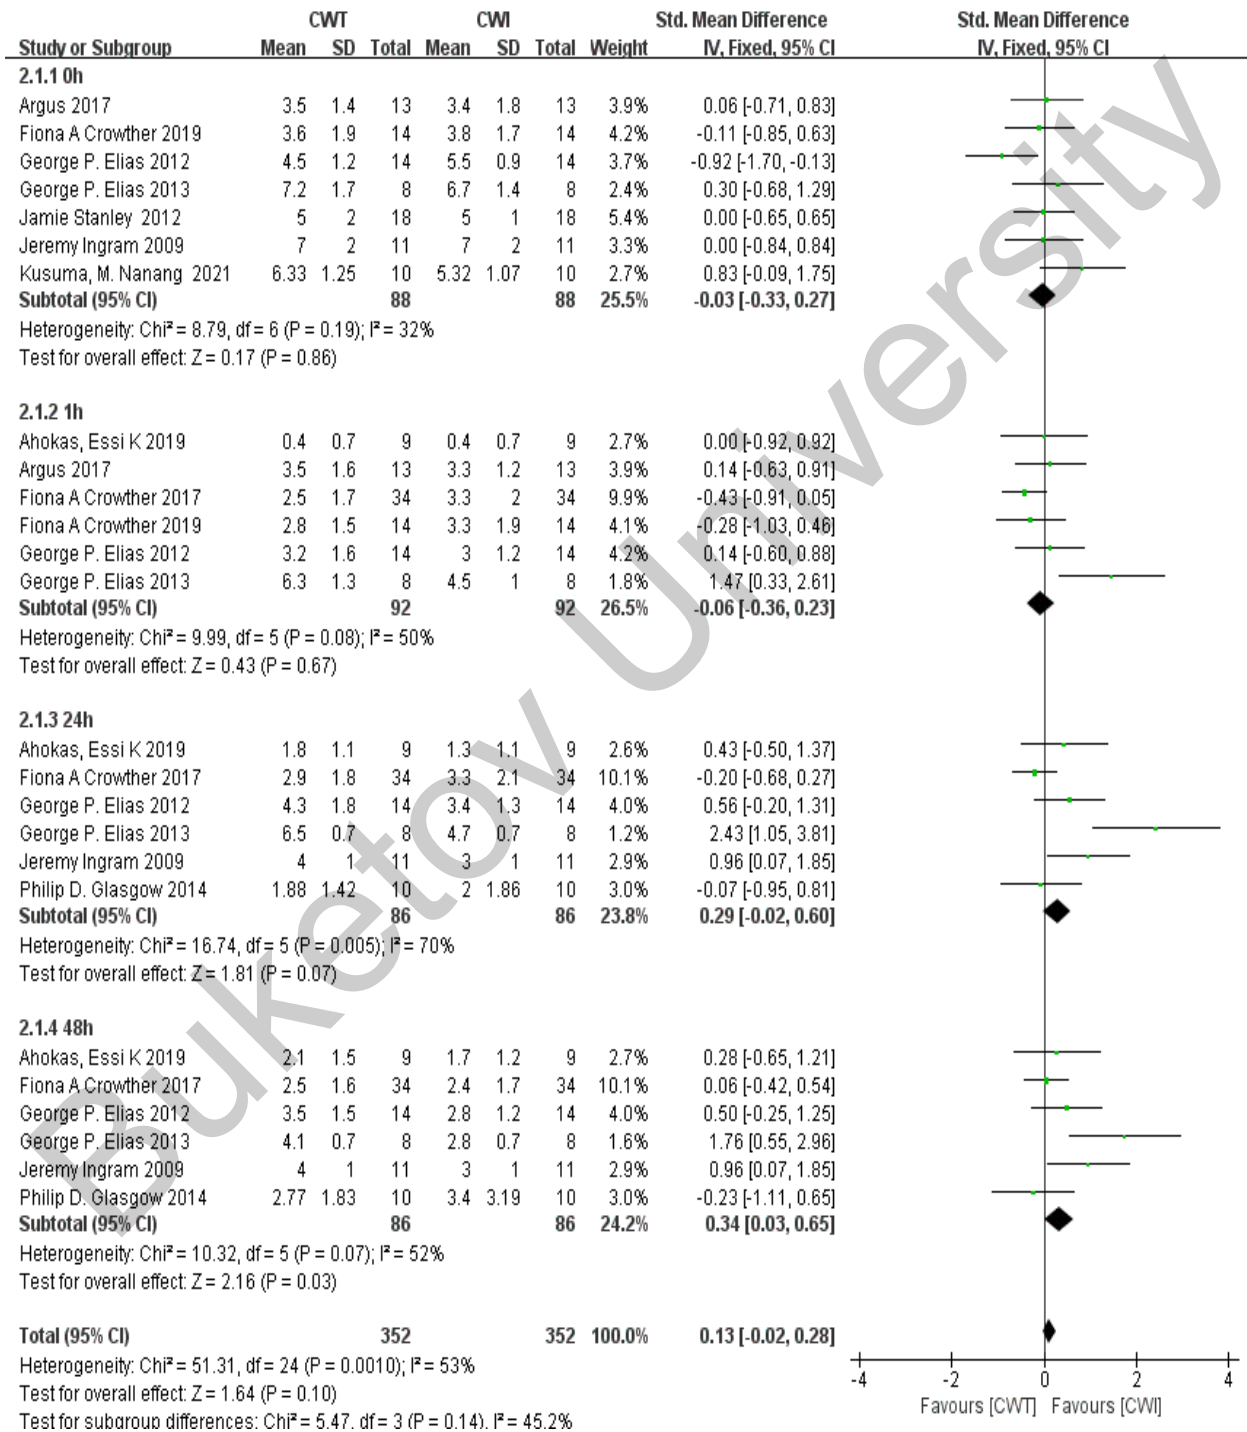 CWT CWI Std. Mean Difference Std. Mean Difference
Study or Subgroup Mean SD Total Mean SD Total Weight IV, Fixed, 95% CI IV, Fixed, 95% CI
2.1.1 0h
Argus 2017 3.5 1.4 13 3.4 1.8 13 3.9% 0.06 [-0.71, 0.83]
Fiona A Crowther 2019 3.6 1.9 14 3.8 1.7 14 4.2% -0.11 [-0.85, 0.63]
George P. Elias 2012 4.5 1.2 14 5.5 0.9 14 3.7% -0.92 [-1.70, -0.13]
George P. Elias 2013 7.2 1.7 8 6.7 1.4 8 2.4% 0.30 [-0.68, 1.29]
Jamie Stanley 2012 5 2 18 5 1 18 5.4% 0.00 [-0.65, 0.65]
Jeremy Ingram 2009 7 2 11 7 2 11 3.3% 0.00 [-0.84, 0.84]
Kusuma, M. Nanang 2021 6.33 1.25 10 5.32 1.07 10 2.7% 0.83 [-0.09, 1.75]
Subtotal (95% CI) 88 88 25.5% -0.03 [-0.33, 0.27]
Heterogeneity: Chi² = 8.79, df = 6 (P = 0.19); I² = 32%
Test for overall effect: Z = 0.17 (P = 0.86)
2.1.2 1h
Ahokas, Essi K 2019 0.4 0.7 9 0.4 0.7 9 2.7% 0.00 [-0.92, 0.92]
Argus 2017 3.5 1.6 13 3.3 1.2 13 3.9% 0.14 [-0.63, 0.91]
Fiona A Crowther 2017 2.5 1.7 34 3.3 2 34 9.9% -0.43 [-0.91, 0.05]
Fiona A Crowther 2019 2.8 1.5 14 3.3 1.9 14 4.1% -0.28 [-1.03, 0.46]
George P. Elias 2012 3.2 1.6 14 3 1.2 14 4.2% 0.14 [-0.60, 0.88]
George P. Elias 2013 6.3 1.3 8 4.5 1 8 1.8% 1.47 [0.33, 2.61]
Subtotal (95% CI) 92 92 26.5% -0.06 [-0.36, 0.23]
Heterogeneity: Chi² = 9.99, df = 5 (P = 0.08); I² = 50%
Test for overall effect: Z = 0.43 (P = 0.67)
2.1.3 24h
Ahokas, Essi K 2019 1.8 1.1 9 1.3 1.1 9 2.6% 0.43 [-0.50, 1.37]
Fiona A Crowther 2017 2.9 1.8 34 3.3 2.1 34 10.1% -0.20 [-0.68, 0.27]
George P. Elias 2012 4.3 1.8 14 3.4 1.3 14 4.0% 0.56 [-0.20, 1.31]
George P. Elias 2013 6.5 0.7 8 4.7 0.7 8 1.2% 2.43 [1.05, 3.81]
Jeremy Ingram 2009 4 1 11 3 1 11 2.9% 0.96 [0.07, 1.85]
Philip D. Glasgow 2014 1.88 1.42 10 2 1.86 10 3.0% -0.07 [-0.95, 0.81]
Subtotal (95% CI) 86 86 23.8% 0.29 [-0.02, 0.60]
Heterogeneity: Chi² = 16.74, df = 5 (P = 0.005); I² = 70%
Test for overall effect: Z = 1.81 (P = 0.07)
2.1.4 48h
Ahokas, Essi K 2019 2.1 1.5 9 1.7 1.2 9 2.7% 0.28 [-0.65, 1.21]
Fiona A Crowther 2017 2.5 1.6 34 2.4 1.7 34 10.1% 0.06 [-0.42, 0.54]
George P. Elias 2012 3.5 1.5 14 2.8 1.2 14 4.0% 0.50 [-0.25, 1.25]
George P. Elias 2013 4.1 0.7 8 2.8 0.7 8 1.6% 1.76 [0.55, 2.96]
Jeremy Ingram 2009 4 1 11 3 1 11 2.9% 0.96 [0.07, 1.85]
Philip D. Glasgow 2014 2.77 1.83 10 3.4 3.19 10 3.0% -0.23 [-1.11, 0.65]
Subtotal (95% CI) 86 86 24.2% 0.34 [0.03, 0.65]
Heterogeneity: Chi² = 10.32, df = 5 (P = 0.07); I² = 52%
Test for overall effect: Z = 2.16 (P = 0.03)
Total (95% CI) 352 352 100.0% 0.13 [-0.02, 0.28]
Heterogeneity: Chi² = 51.31, df = 24 (P = 0.0010); I² = 53%
Test for overall effect: Z = 1.64 (P = 0.10)
Test for subgroup differences: Chi² = 5.47, df = 3 (P = 0.14), I² = 45.2%
-4 -2 0 2 4
Favours [CWT] Favours [CWI]
Buketov University